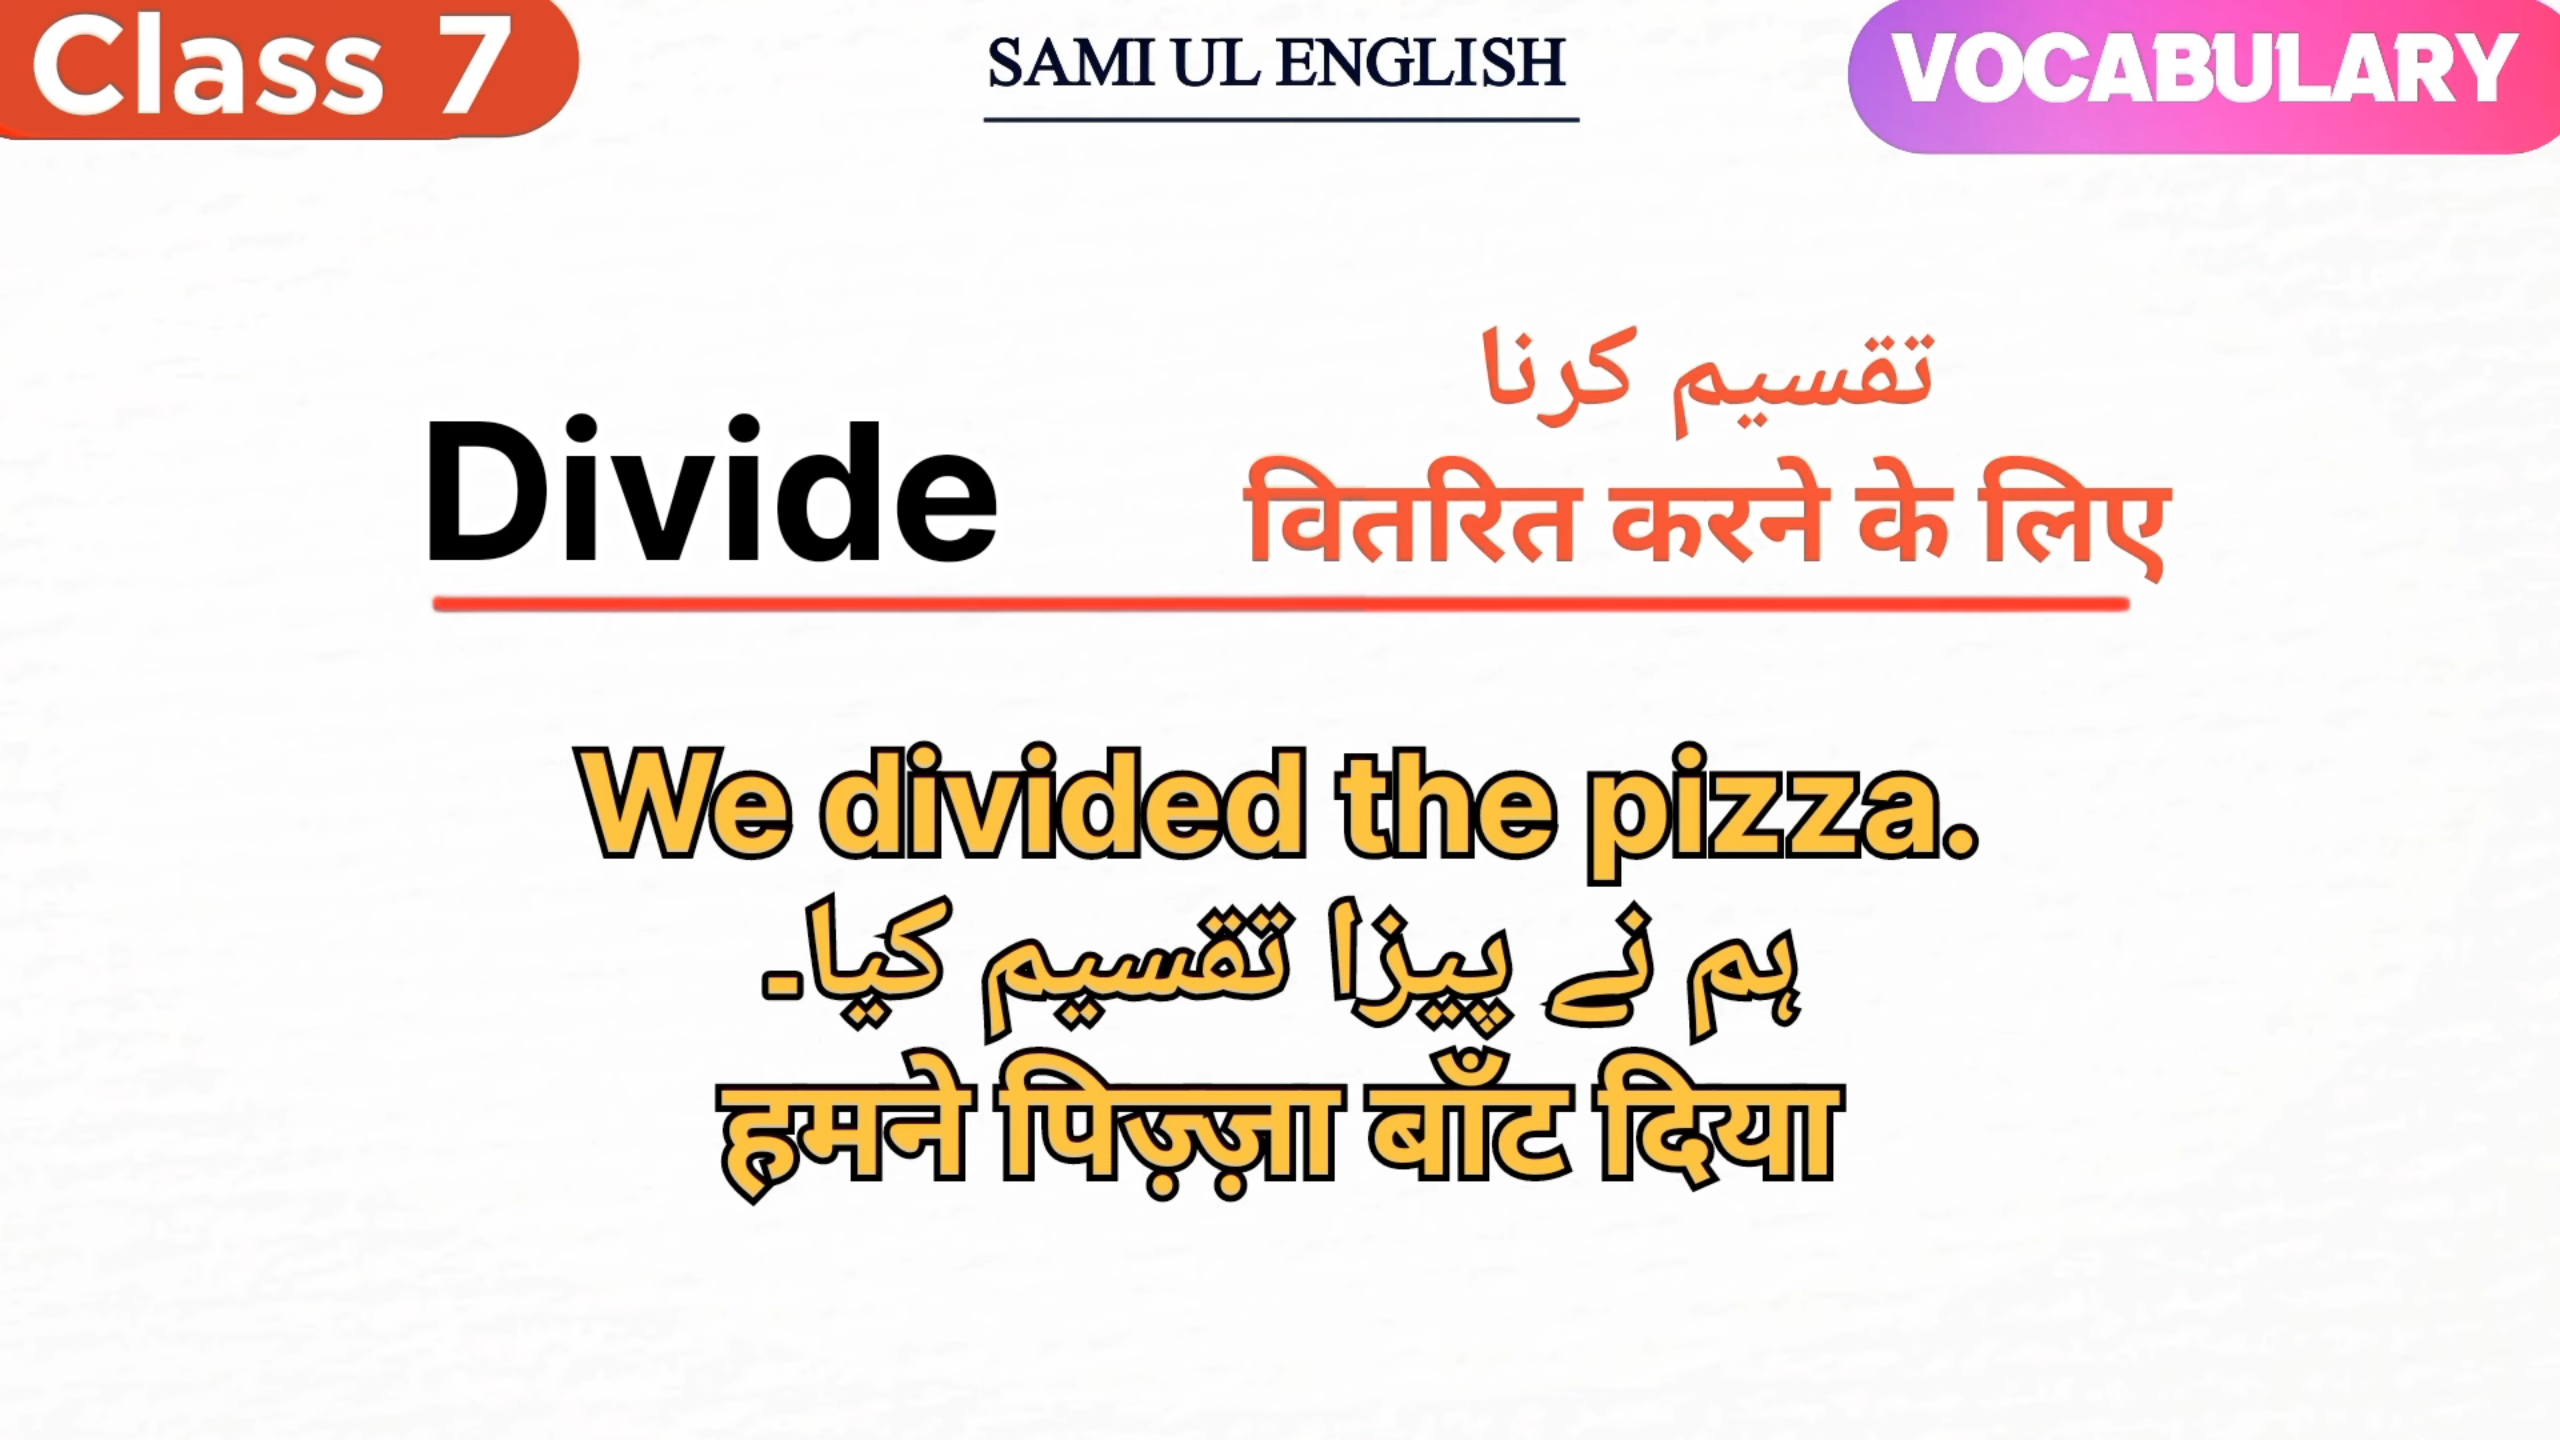 Class 7
SAMI UL ENGLISH
VOCABULARY
Divide
تقسیم کرنا
वितरित करने के लिए
We divided the pizza.
ہم نے پیزا تقسیم کیا۔
हमने पिज़्ज़ा बाँट दिया